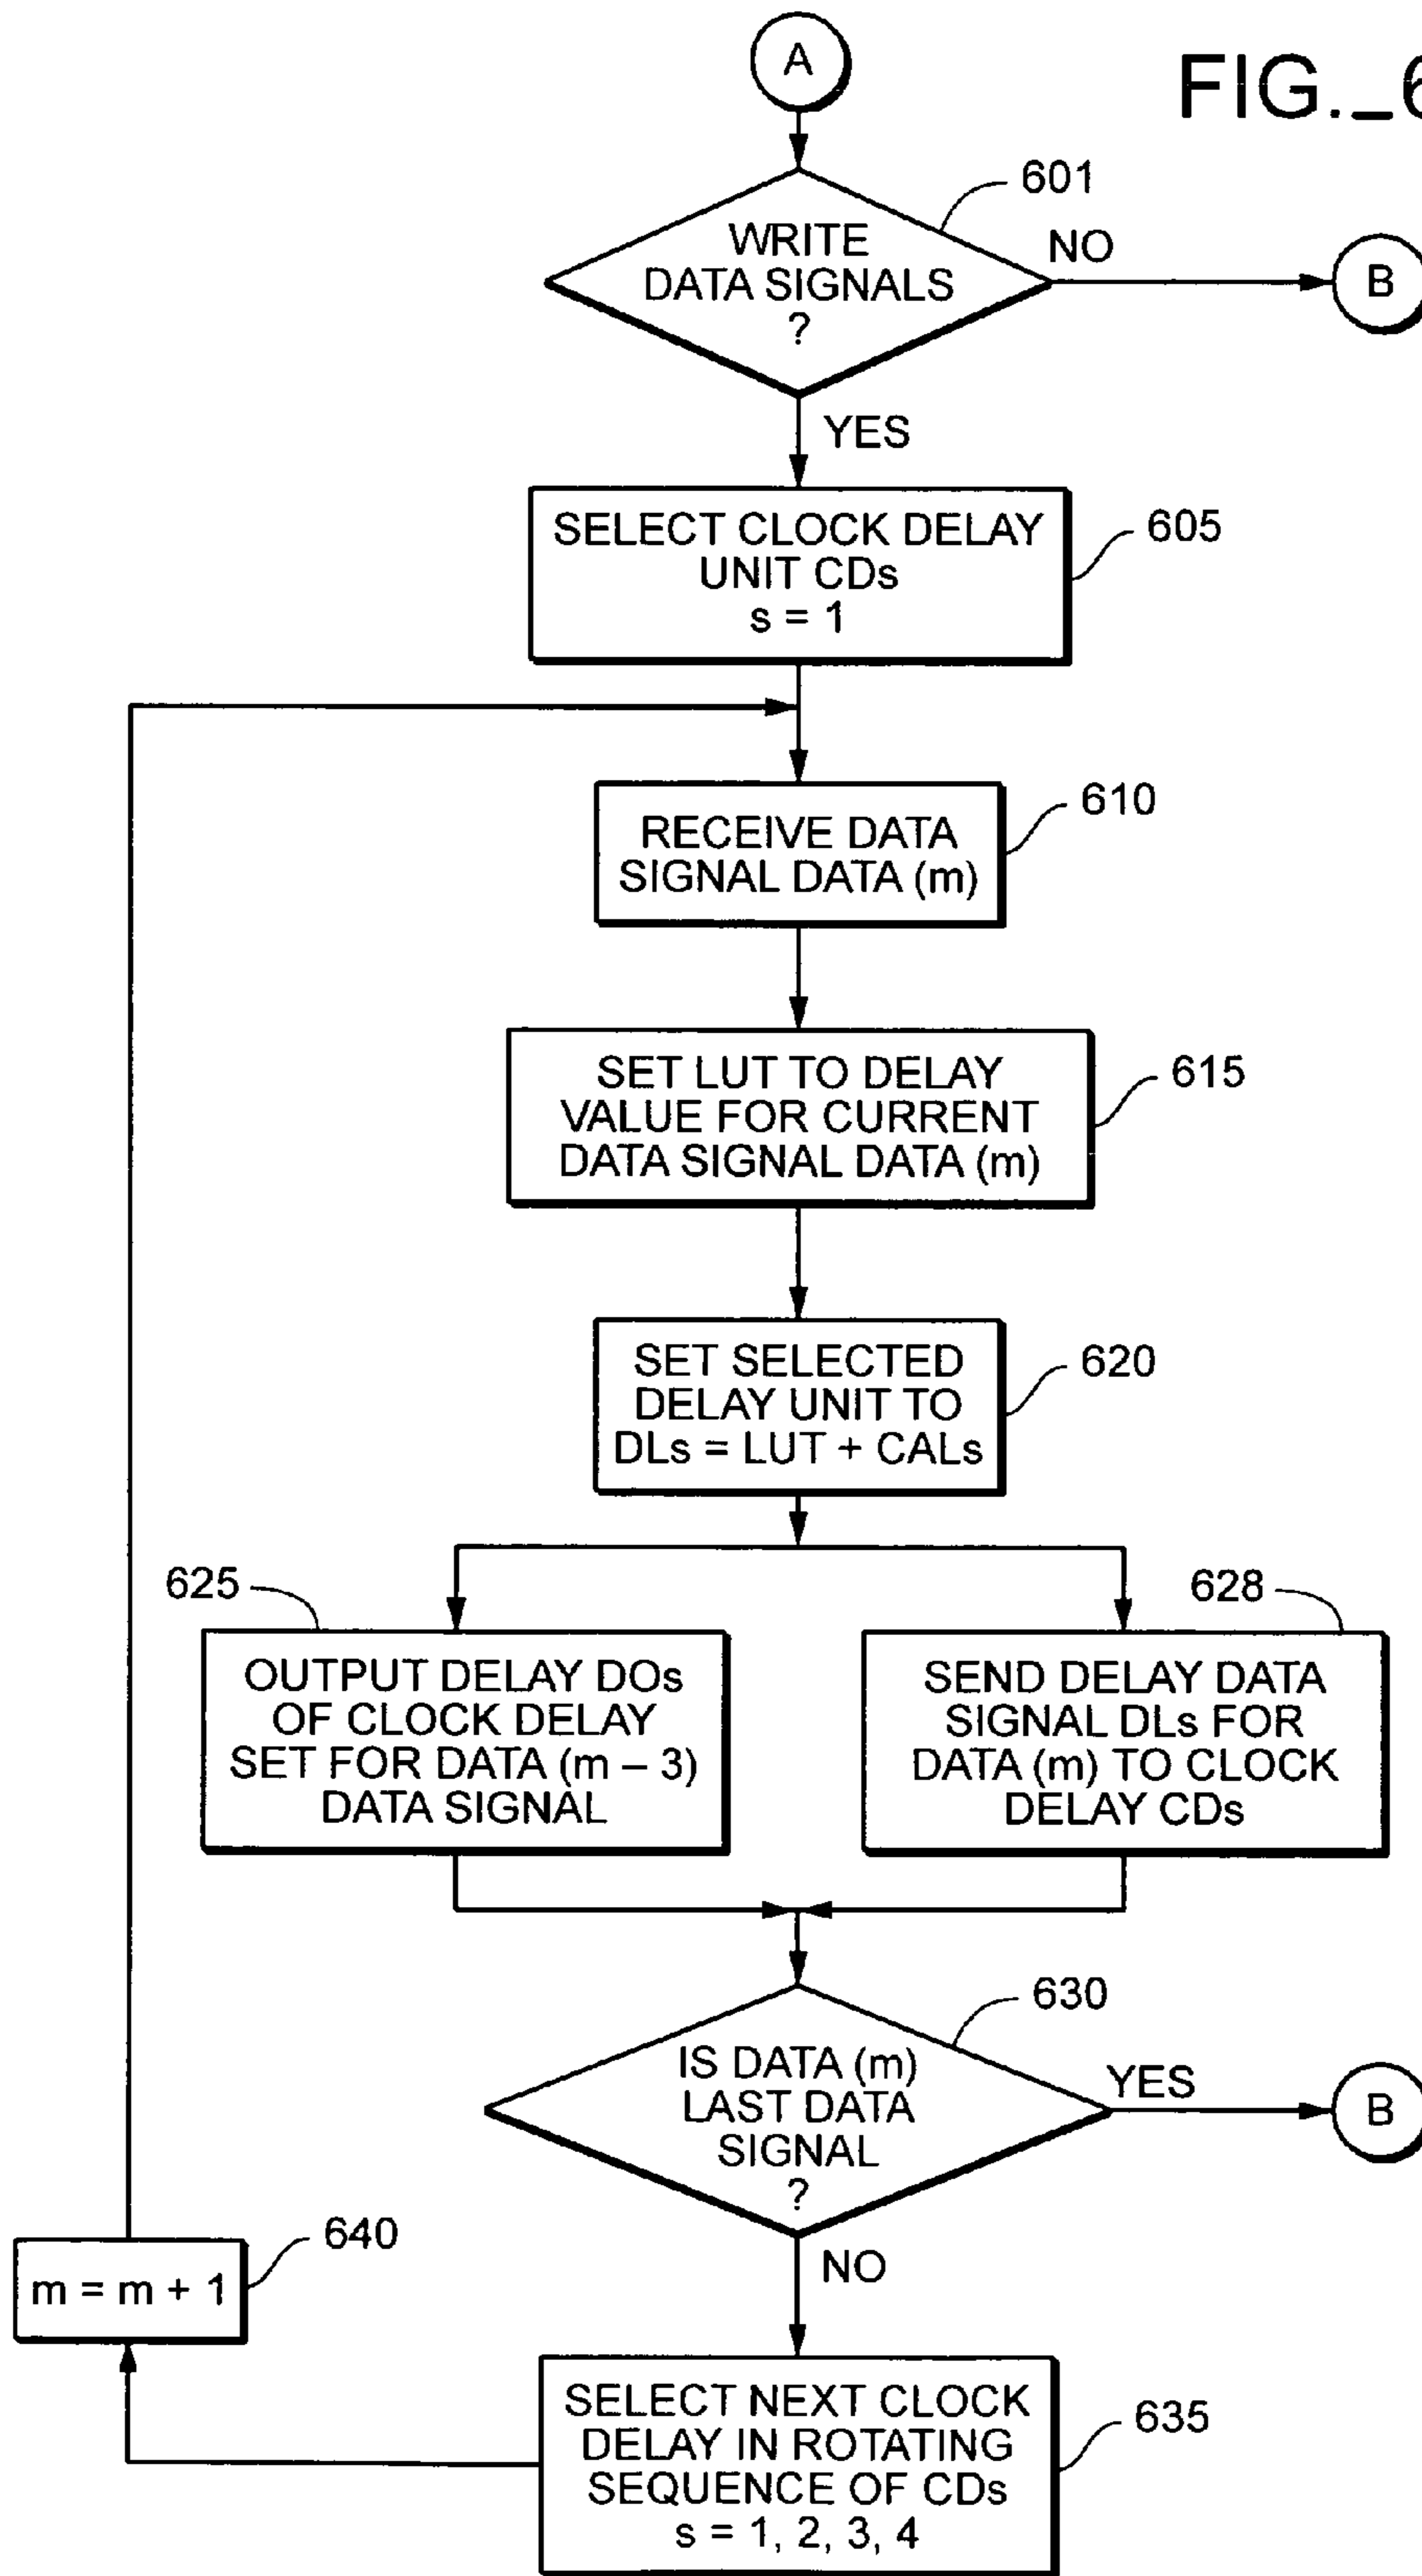 A
FIG._6
601
WRITE
DATA SIGNALS
?
NO
B
YES
SELECT CLOCK DELAY
UNIT CDs
s = 1
605
RECEIVE DATA
SIGNAL DATA (m)
610
SET LUT TO DELAY
VALUE FOR CURRENT
DATA SIGNAL DATA (m)
615
SET SELECTED
DELAY UNIT TO
DLs = LUT + CALs
620
625
OUTPUT DELAY DOs
OF CLOCK DELAY
SET FOR DATA (m – 3)
DATA SIGNAL
628
SEND DELAY DATA
SIGNAL DLs FOR
DATA (m) TO CLOCK
DELAY CDs
630
IS DATA (m)
LAST DATA
SIGNAL
?
YES
B
NO
640
m = m + 1
SELECT NEXT CLOCK
DELAY IN ROTATING
SEQUENCE OF CDs
s = 1, 2, 3, 4
635